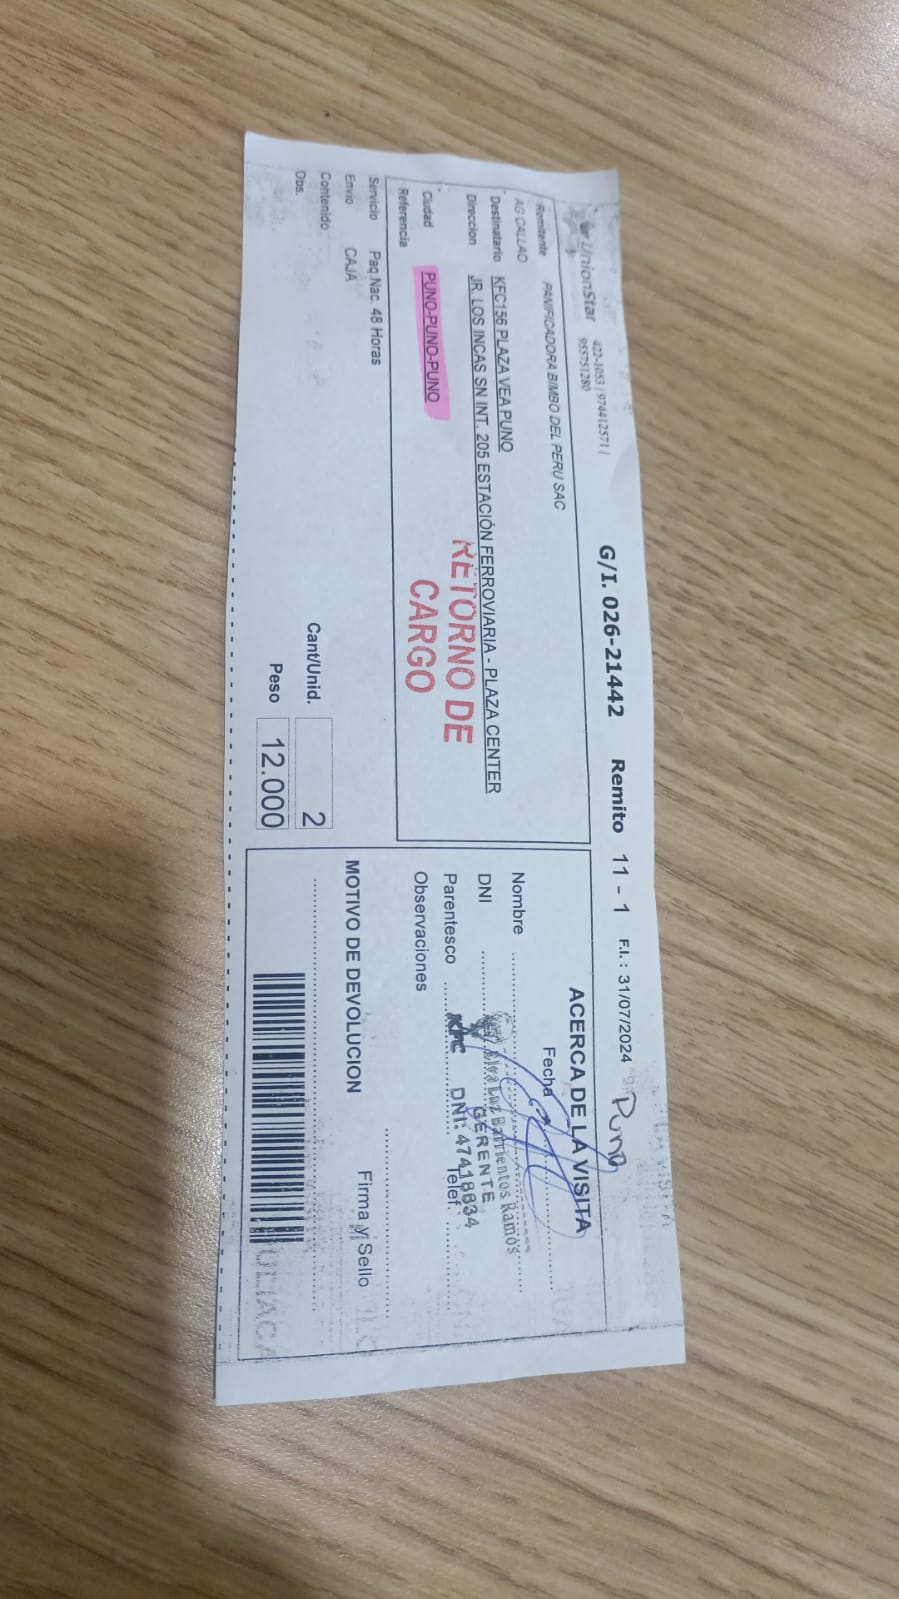 UnionStar
422-1053 | 974412571 |
955751280
G/I. 026-21442 Remito 11 - 1 F.I.: 31/07/2024 Puno
Remitente PANIFICADORA BIMBO DEL PERU SAC
AG CALLAO
Destinatario KFC156 PLAZA VEA PUNO
Direccion JR. LOS INCAS SN INT. 205 ESTACIÓN FERROVIARIA - PLAZA CENTER
Ciudad PUNO-PUNO-PUNO
Referencia
RETORNO DE
CARGO
Servicio Paq.Nac. 48 Horas
Envio CAJA
Contenido
Obs.
Cant/Unid. 2
Peso 12.000
ACERCA DE LA VISITA
Fecha
Nombre
DNI
Parentesco Telef.
Observaciones
Elva Luz Barrientos Ramos
GERENTE
KFC DNI: 47418834
Firma y Sello
MOTIVO DE DEVOLUCION